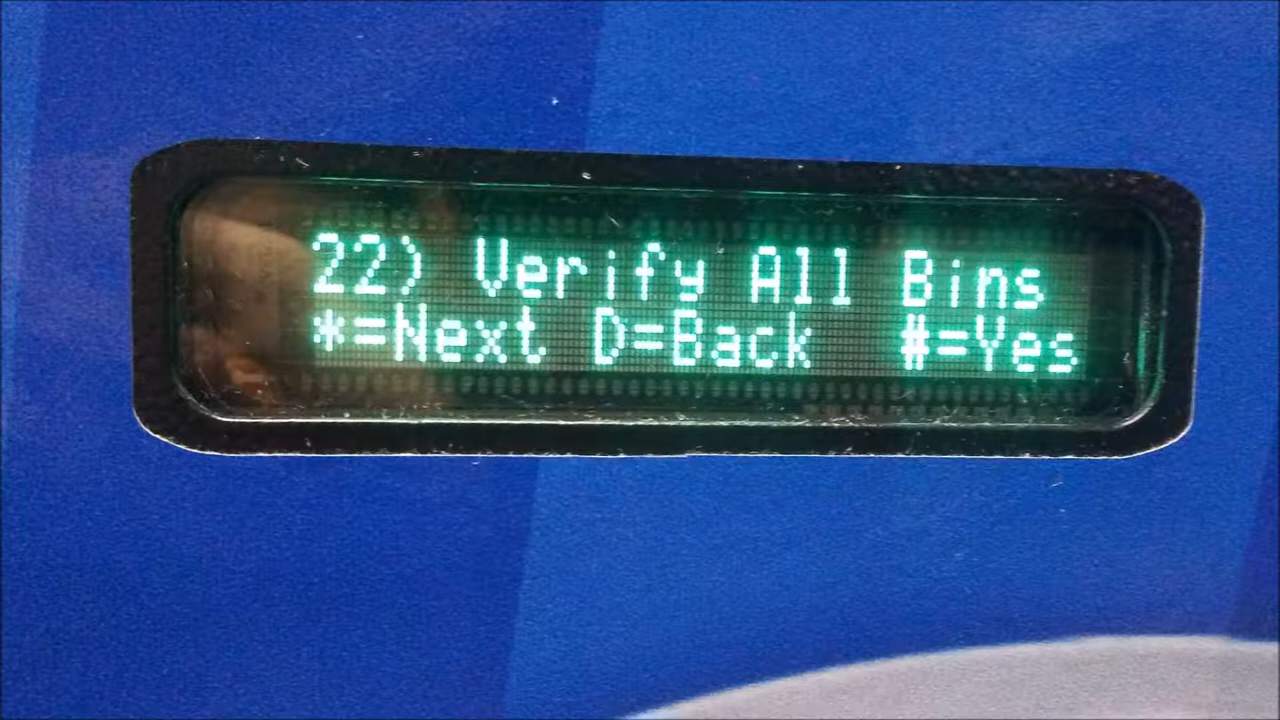 22) Verify All Bins
*=Next D=Back  #=Yes